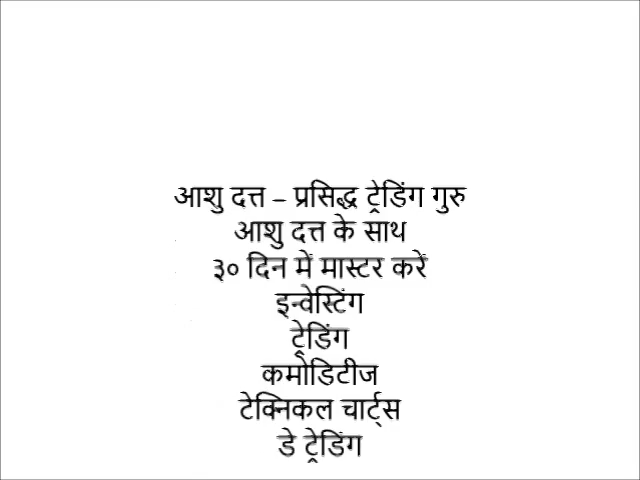 आशु दत्त – प्रसिद्ध ट्रेडिंग गुरु
आशु दत्त के साथ
३० दिन में मास्टर करें
इन्वेस्टिंग
ट्रेडिंग
कमोडिटीज
टेक्निकल चार्ट्स
डे ट्रेडिंग